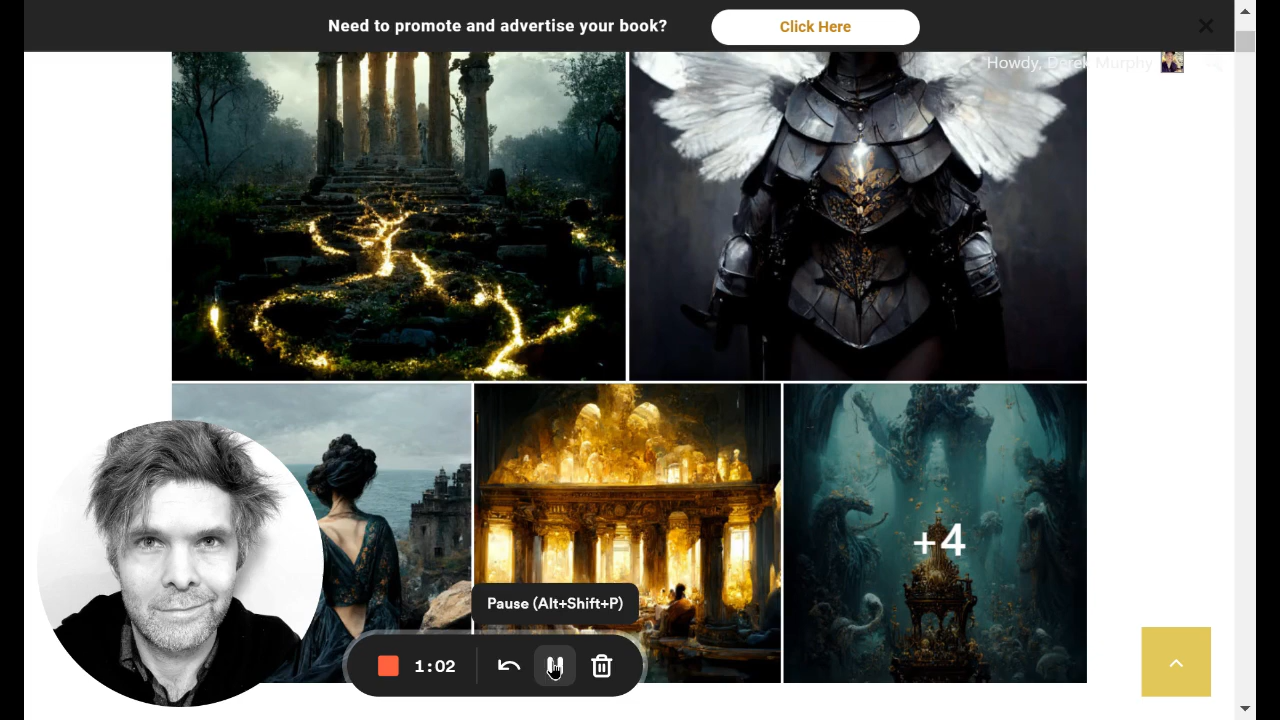 Need to promote and advertise your book?
Click Here
Howdy, Derek Murphy
+4
Pause (Alt+Shift+P)
1:02